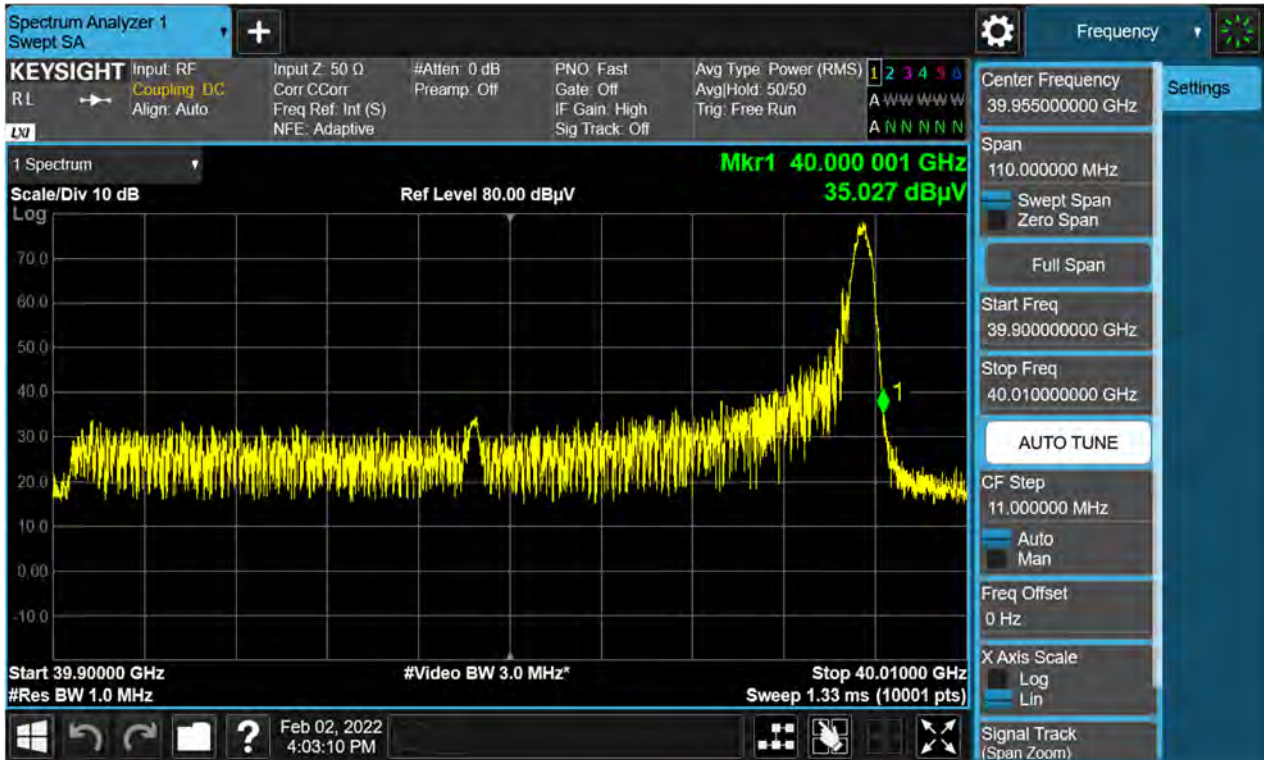 Spectrum Analyzer 1
Swept SA
+
Frequency
KEYSIGHT
RL
LXI
Input: RF
Coupling: DC
Align: Auto
Input Z: 50 Ω
Corr CCorr
Freq Ref: Int (S)
NFE: Adaptive
#Atten: 0 dB
Preamp: Off
PNO: Fast
Gate: Off
IF Gain: High
Sig Track: Off
Avg Type: Power (RMS)
Avg|Hold: 50/50
Trig: Free Run
1 2 3 4 5 6
A W W W W W
A N N N N N
1 Spectrum
Scale/Div 10 dB
Ref Level 80.00 dBµV
Mkr1 40.000 001 GHz
35.027 dBµV
Log
70.0
60.0
50.0
40.0
30.0
20.0
10.0
0.00
-10.0
1
Start 39.90000 GHz
#Res BW 1.0 MHz
#Video BW 3.0 MHz*
Stop 40.01000 GHz
Sweep 1.33 ms (10001 pts)
Center Frequency
39.955000000 GHz
Span
110.000000 MHz
Swept Span
Zero Span
Full Span
Start Freq
39.900000000 GHz
Stop Freq
40.010000000 GHz
AUTO TUNE
CF Step
11.000000 MHz
Auto
Man
Freq Offset
0 Hz
X Axis Scale
Log
Lin
Signal Track
(Span Zoom)
Settings
?
Feb 02, 2022
4:03:10 PM